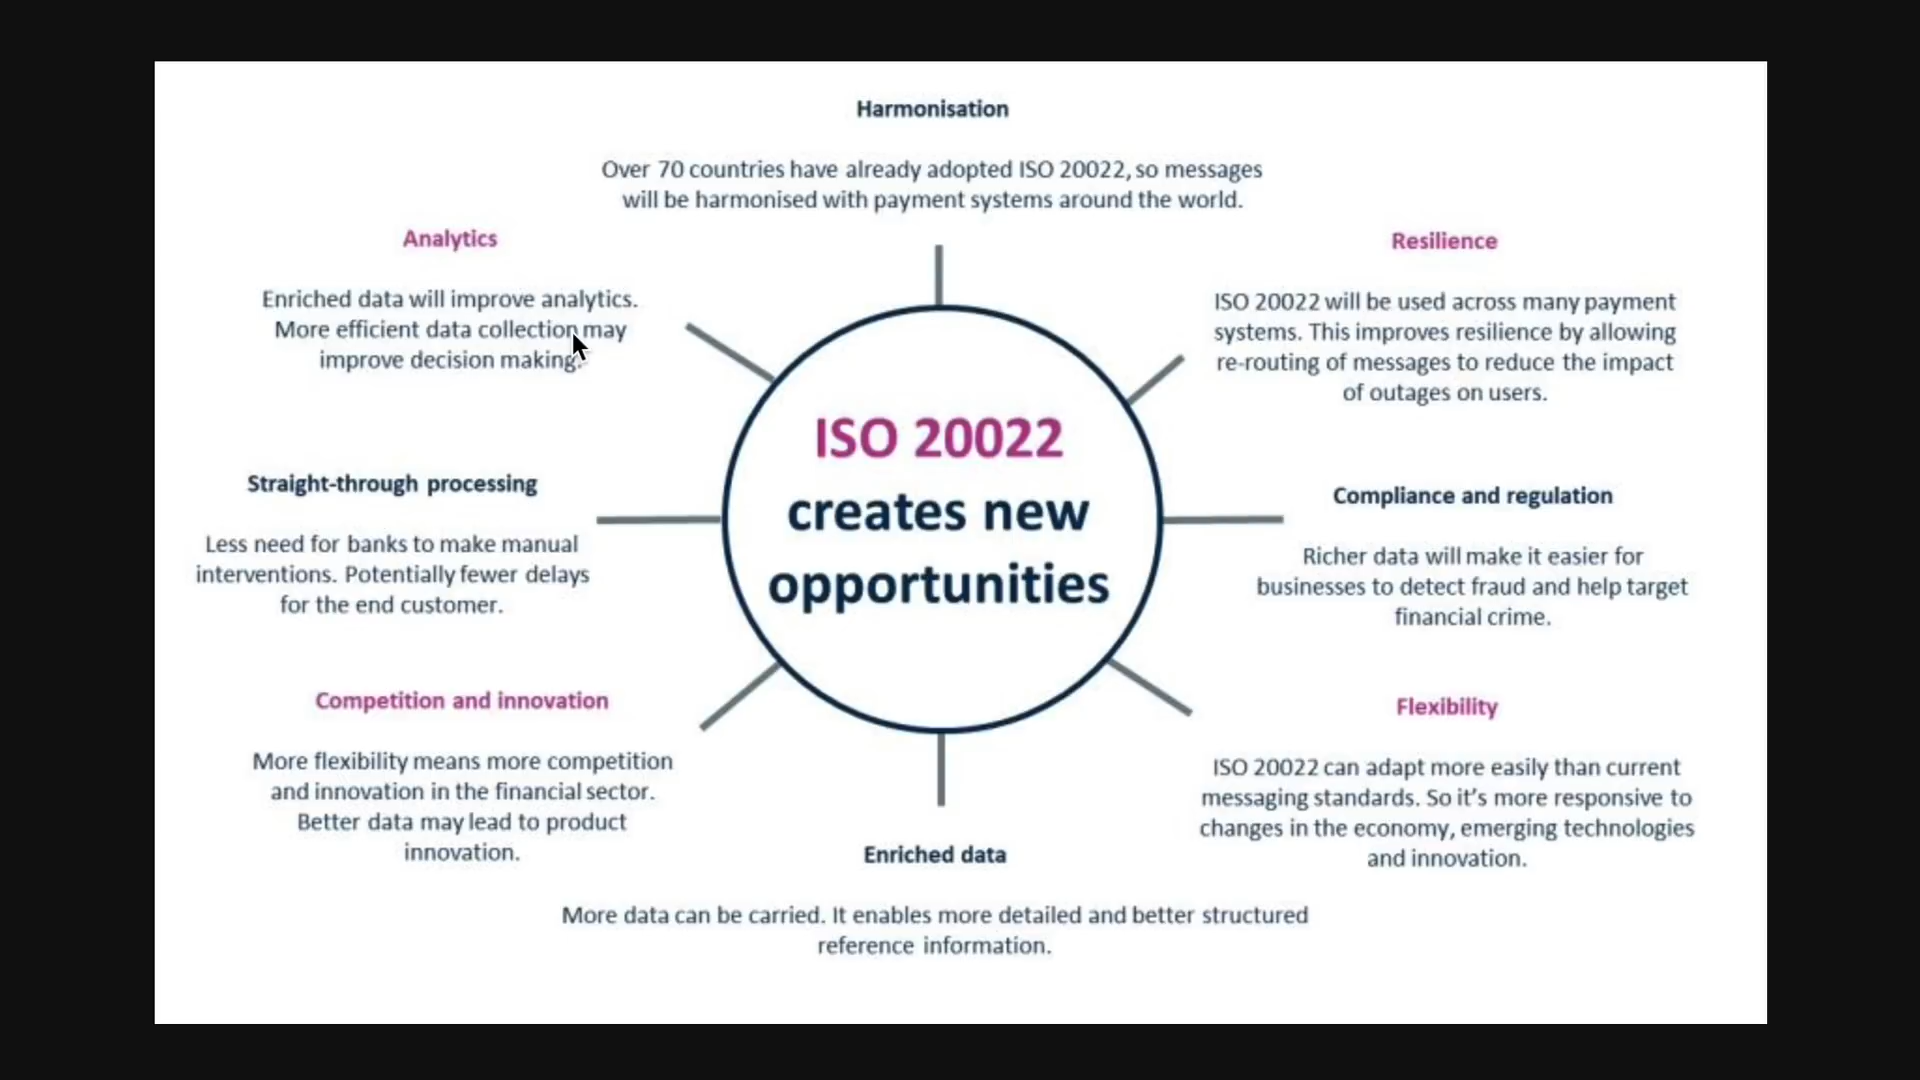 Harmonisation
Over 70 countries have already adopted ISO 20022, so messages
will be harmonised with payment systems around the world.
Analytics
Enriched data will improve analytics.
More efficient data collection may
improve decision making.
Resilience
ISO 20022 will be used across many payment
systems. This improves resilience by allowing
re-routing of messages to reduce the impact
of outages on users.
ISO 20022
creates new
opportunities
Straight-through processing
Less need for banks to make manual
interventions. Potentially fewer delays
for the end customer.
Compliance and regulation
Richer data will make it easier for
businesses to detect fraud and help target
financial crime.
Competition and innovation
More flexibility means more competition
and innovation in the financial sector.
Better data may lead to product
innovation.
Flexibility
ISO 20022 can adapt more easily than current
messaging standards. So it’s more responsive to
changes in the economy, emerging technologies
and innovation.
Enriched data
More data can be carried. It enables more detailed and better structured
reference information.